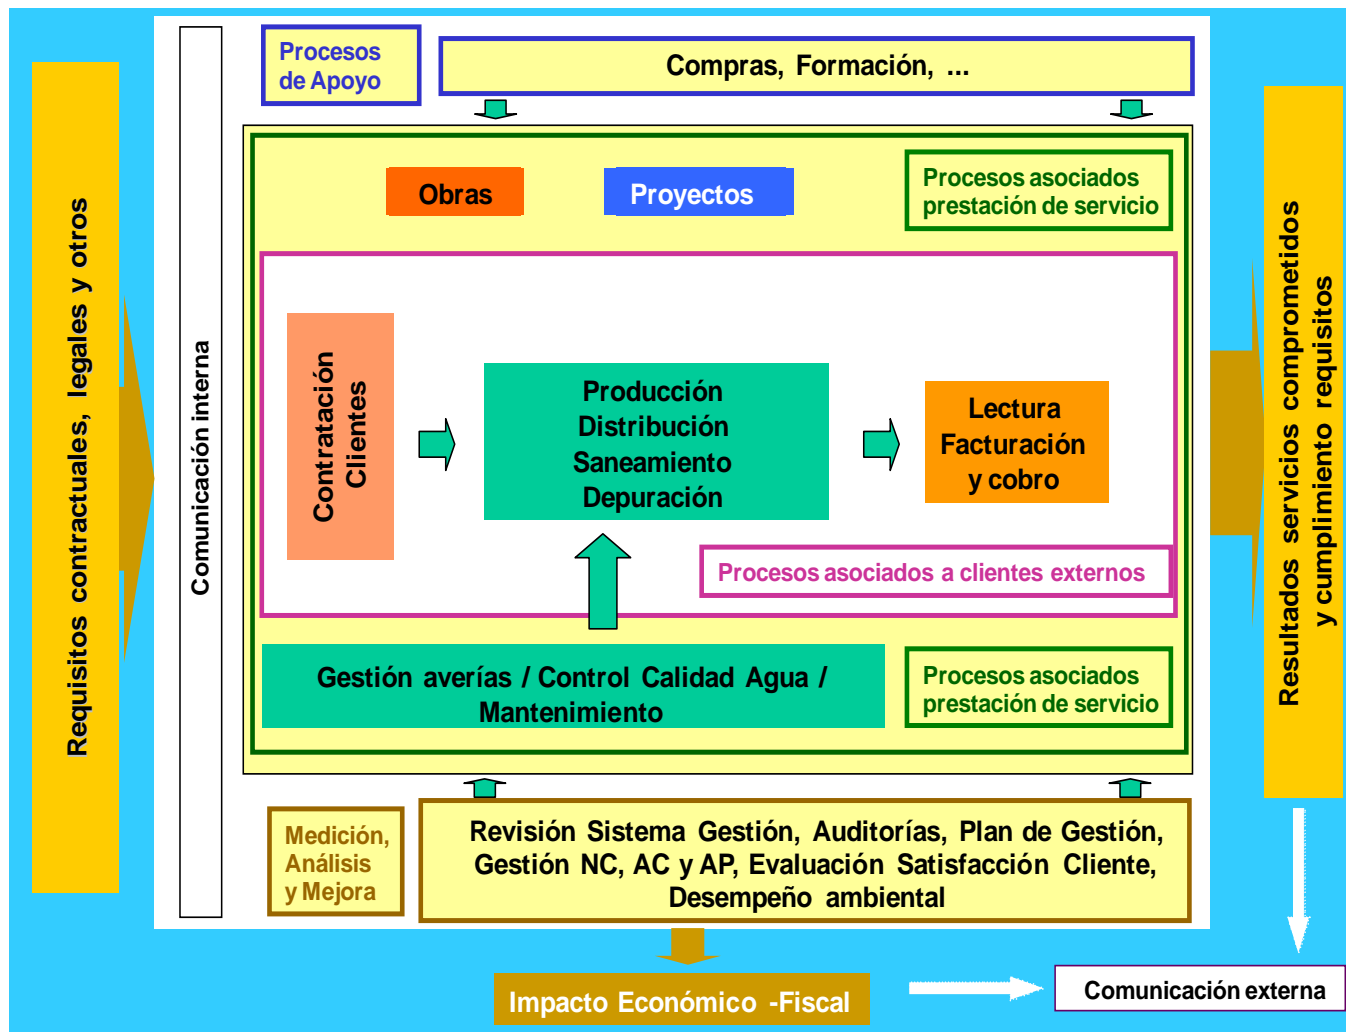 Procesos
de Apoyo
Compras, Formación, ...
Requisitos contractuales, legales y otros
Comunicación interna
Obras
Proyectos
Procesos asociados
prestación de servicio
Contratación
Clientes
Producción
Distribución
Saneamiento
Depuración
Lectura
Facturación
y cobro
Procesos asociados a clientes externos
Gestión averías / Control Calidad Agua /
Mantenimiento
Procesos asociados
prestación de servicio
Resultados servicios comprometidos
y cumplimiento requisitos
Medición,
Análisis
y Mejora
Revisión Sistema Gestión, Auditorías, Plan de Gestión,
Gestión NC, AC y AP, Evaluación Satisfacción Cliente,
Desempeño ambiental
Impacto Económico -Fiscal
Comunicación externa